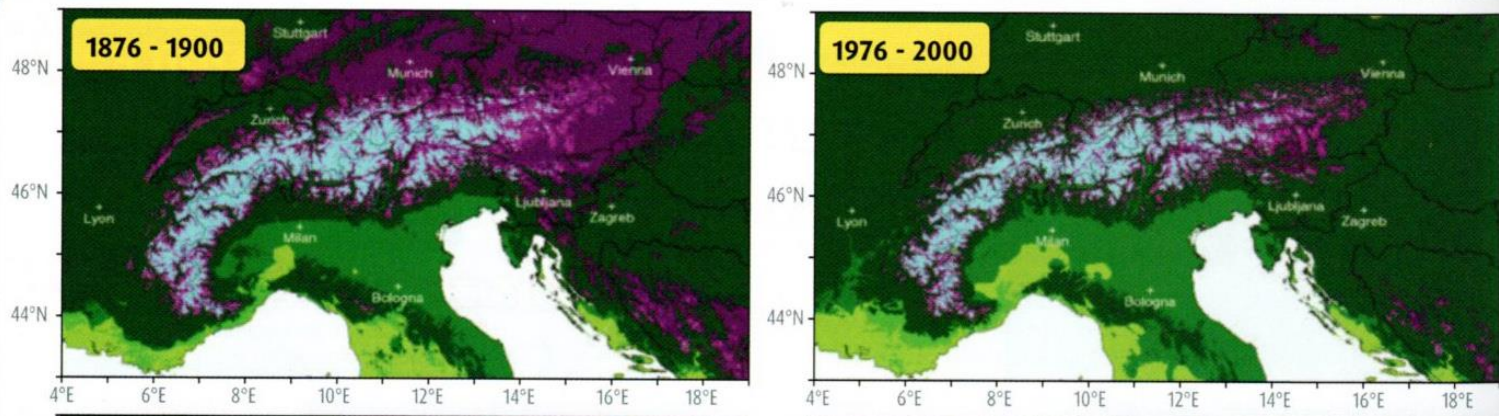 1876 - 1900
Stuttgart
48°N
Munich
Vienna
Zurich
46°N
Lyon
Ljubljana
Zagreb
Milan
Bologna
44°N
4°E 6°E 8°E 10°E 12°E 14°E 16°E 18°E
1976 - 2000
Stuttgart
48°N
Munich
Vienna
Zurich
46°N
Lyon
Ljubljana
Zagreb
Milan
Bologna
44°N
4°E 6°E 8°E 10°E 12°E 14°E 16°E 18°E